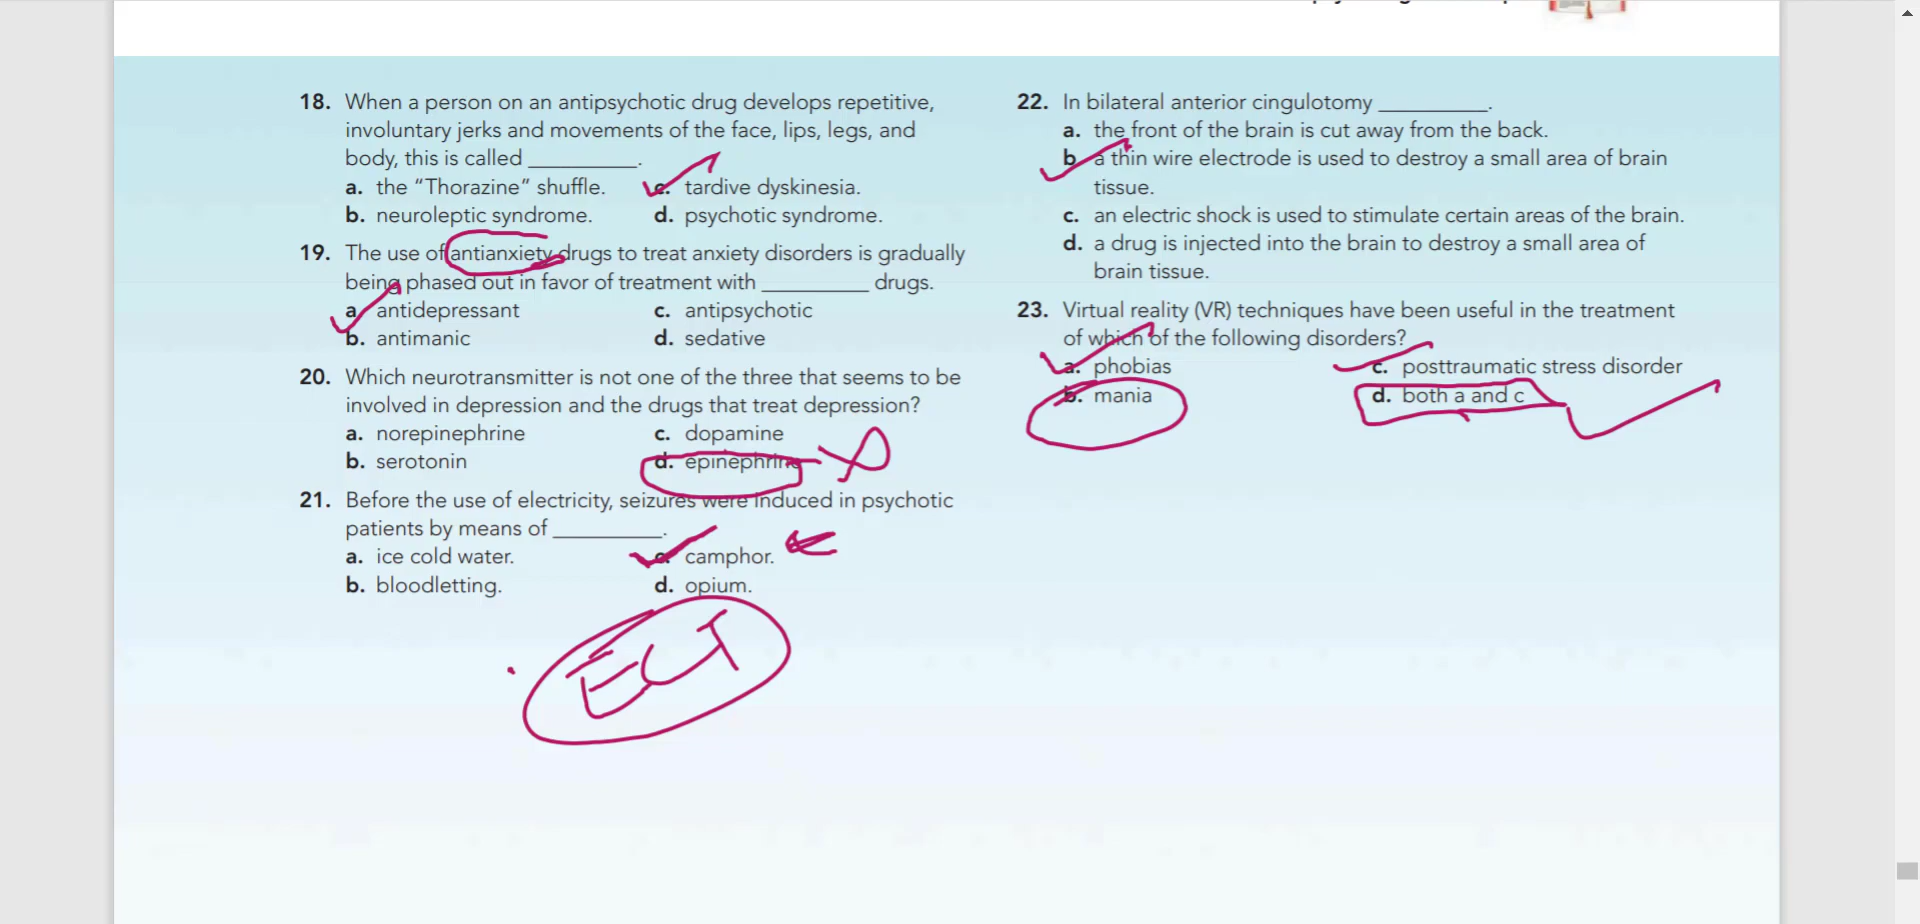 18. When a person on an antipsychotic drug develops repetitive,
involuntary jerks and movements of the face, lips, legs, and
body, this is called __________.
a. the “Thorazine” shuffle. c. tardive dyskinesia.
b. neuroleptic syndrome. d. psychotic syndrome.
19. The use of antianxiety drugs to treat anxiety disorders is gradually
being phased out in favor of treatment with __________ drugs.
a. antidepressant c. antipsychotic
b. antimanic d. sedative
20. Which neurotransmitter is not one of the three that seems to be
involved in depression and the drugs that treat depression?
a. norepinephrine c. dopamine
b. serotonin d. epinephrine
21. Before the use of electricity, seizures were induced in psychotic
patients by means of __________.
a. ice cold water. c. camphor.
b. bloodletting. d. opium.
ECT
22. In bilateral anterior cingulotomy __________.
a. the front of the brain is cut away from the back.
b. a thin wire electrode is used to destroy a small area of brain
tissue.
c. an electric shock is used to stimulate certain areas of the brain.
d. a drug is injected into the brain to destroy a small area of
brain tissue.
23. Virtual reality (VR) techniques have been useful in the treatment
of which of the following disorders?
a. phobias c. posttraumatic stress disorder
b. mania d. both a and c